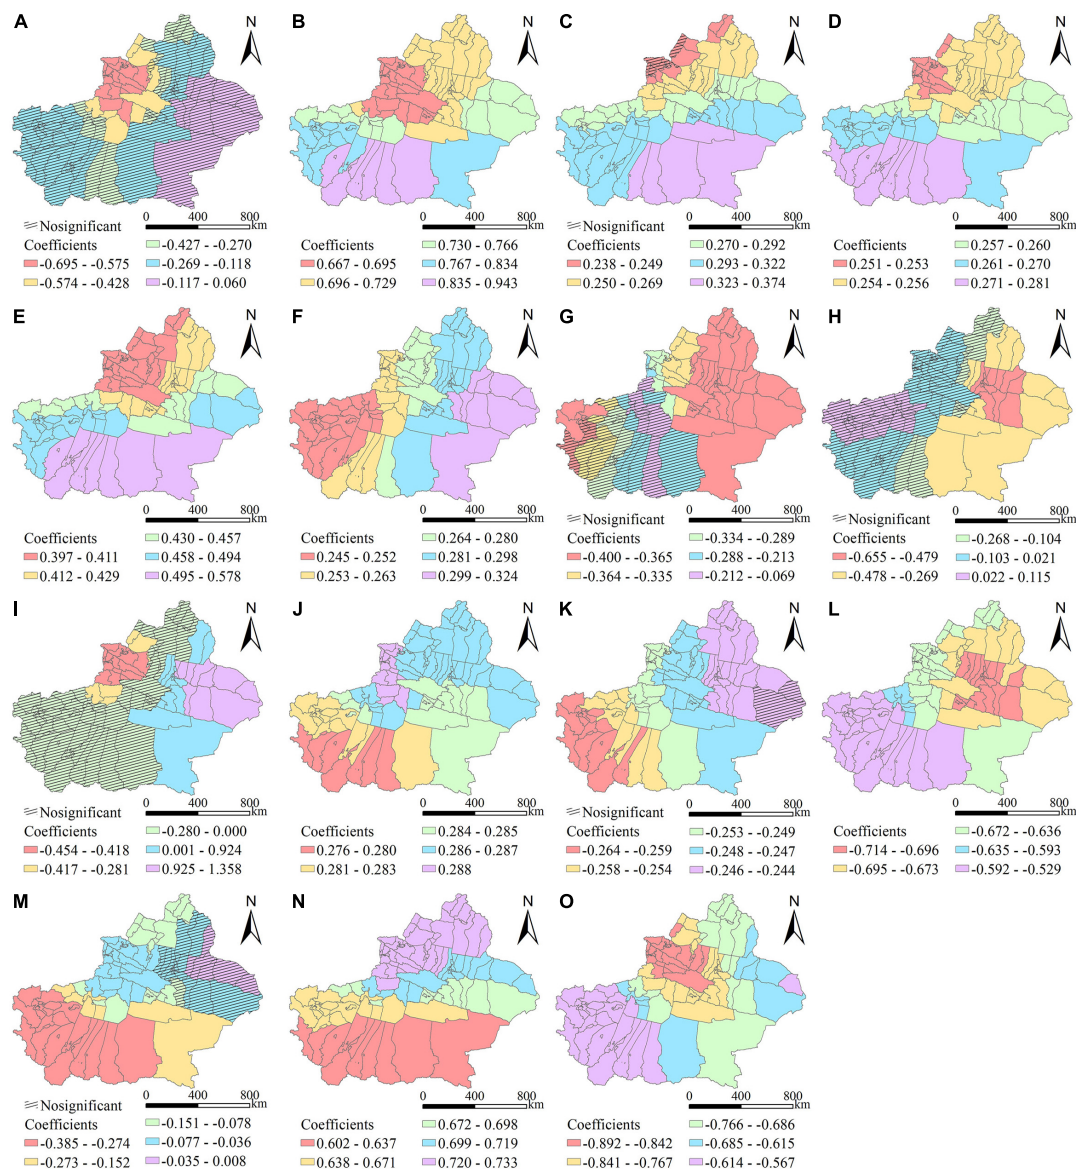 A
N
0 400 800
km
Nosignificant
Coefficients
-0.695 - -0.575
-0.574 - -0.428
-0.427 - -0.270
-0.269 - -0.118
-0.117 - 0.060
B
N
0 400 800
km
Coefficients
0.667 - 0.695
0.696 - 0.729
0.730 - 0.766
0.767 - 0.834
0.835 - 0.943
C
N
0 400 800
km
Nosignificant
Coefficients
0.238 - 0.249
0.250 - 0.269
0.270 - 0.292
0.293 - 0.322
0.323 - 0.374
D
N
0 400 800
km
Coefficients
0.251 - 0.253
0.254 - 0.256
0.257 - 0.260
0.261 - 0.270
0.271 - 0.281
E
N
0 400 800
km
Coefficients
0.397 - 0.411
0.412 - 0.429
0.430 - 0.457
0.458 - 0.494
0.495 - 0.578
F
N
0 400 800
km
Coefficients
0.245 - 0.252
0.253 - 0.263
0.264 - 0.280
0.281 - 0.298
0.299 - 0.324
G
N
0 400 800
km
Nosignificant
Coefficients
-0.400 - -0.365
-0.364 - -0.335
-0.334 - -0.289
-0.288 - -0.213
-0.212 - -0.069
H
N
0 400 800
km
Nosignificant
Coefficients
-0.655 - -0.479
-0.478 - -0.269
-0.268 - -0.104
-0.103 - 0.021
0.022 - 0.115
I
N
0 400 800
km
Nosignificant
Coefficients
-0.454 - -0.418
-0.417 - -0.281
-0.280 - 0.000
0.001 - 0.924
0.925 - 1.358
J
N
0 400 800
km
Coefficients
0.276 - 0.280
0.281 - 0.283
0.284 - 0.285
0.286 - 0.287
0.288
K
N
0 400 800
km
Nosignificant
Coefficients
-0.264 - -0.259
-0.258 - -0.254
-0.253 - -0.249
-0.248 - -0.247
-0.246 - -0.244
L
N
0 400 800
km
Coefficients
-0.714 - -0.696
-0.695 - -0.673
-0.672 - -0.636
-0.635 - -0.593
-0.592 - -0.529
M
N
0 400 800
km
Nosignificant
Coefficients
-0.385 - -0.274
-0.273 - -0.152
-0.151 - -0.078
-0.077 - -0.036
-0.035 - 0.008
N
N
0 400 800
km
Coefficients
0.602 - 0.637
0.638 - 0.671
0.672 - 0.698
0.699 - 0.719
0.720 - 0.733
O
N
0 400 800
km
Coefficients
-0.892 - -0.842
-0.841 - -0.767
-0.766 - -0.686
-0.685 - -0.615
-0.614 - -0.567